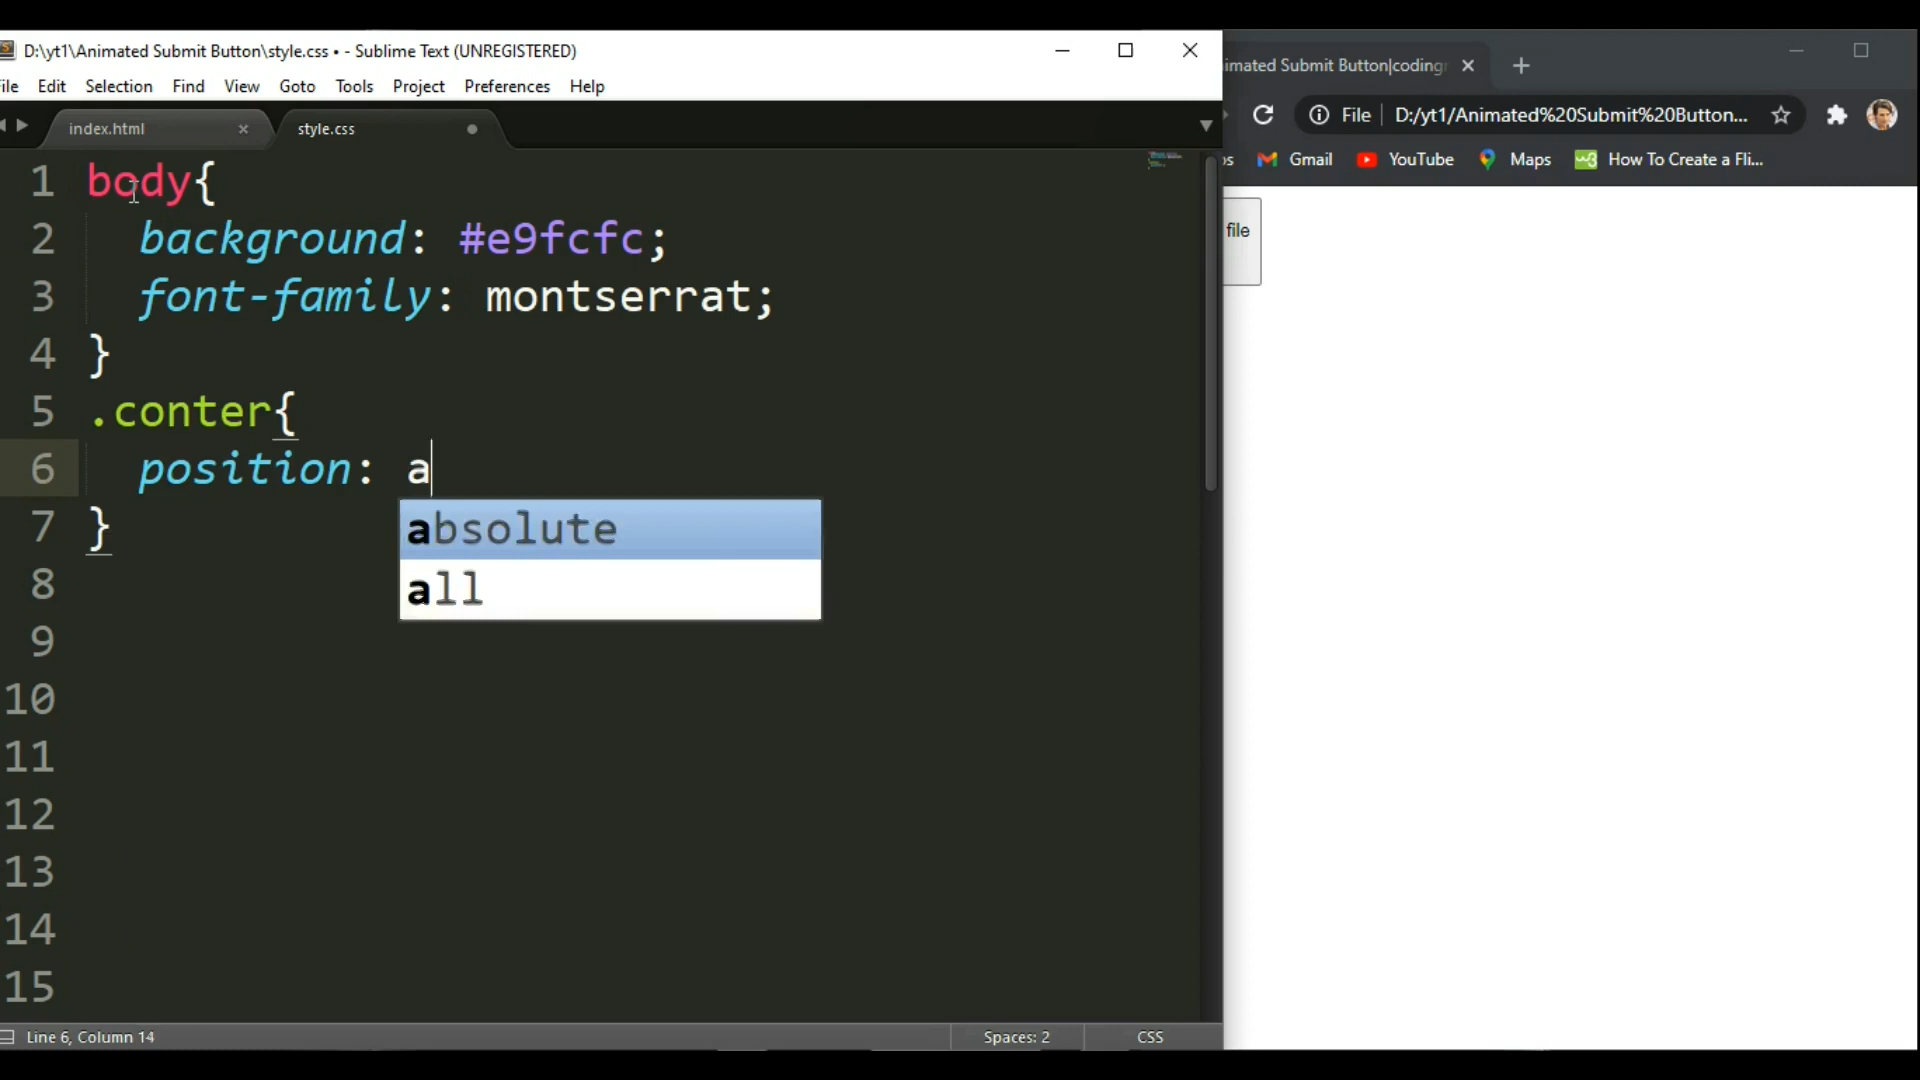 D:\yt1\Animated Submit Button\style.css • - Sublime Text (UNREGISTERED)
ile Edit Selection Find View Goto Tools Project Preferences Help
index.html × style.css
1 body{
2 background: #e9fcfc;
3 font-family: montserrat;
4 }
5 .conter{
6 position: a
absolute
7 }
all
8
9
10
11
12
13
14
15
Line 6, Column 14 Spaces: 2 CSS
imated Submit Button|coding
File D:/yt1/Animated%20Submit%20Button...
ps Gmail YouTube Maps How To Create a Fli...
file